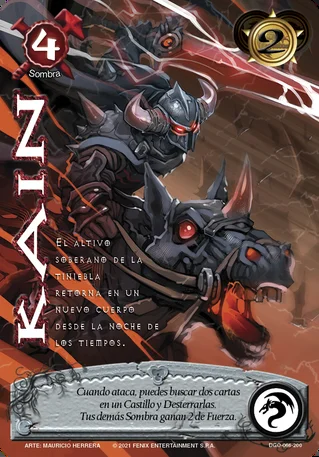 4
2
Sombra
KAIN
El altivo
soberano de la
tiniebla
retorna en un
nuevo cuerpo
desde la noche de
los tiempos.
Cuando ataca, puedes buscar dos cartas
en un Castillo y Desterrarlas.
Tus demás Sombra ganan 2 de Fuerza.
ARTE: MAURICIO HERRERA © 2021 FENIX ENTERTAINMENT S.P.A. DGO-066-200